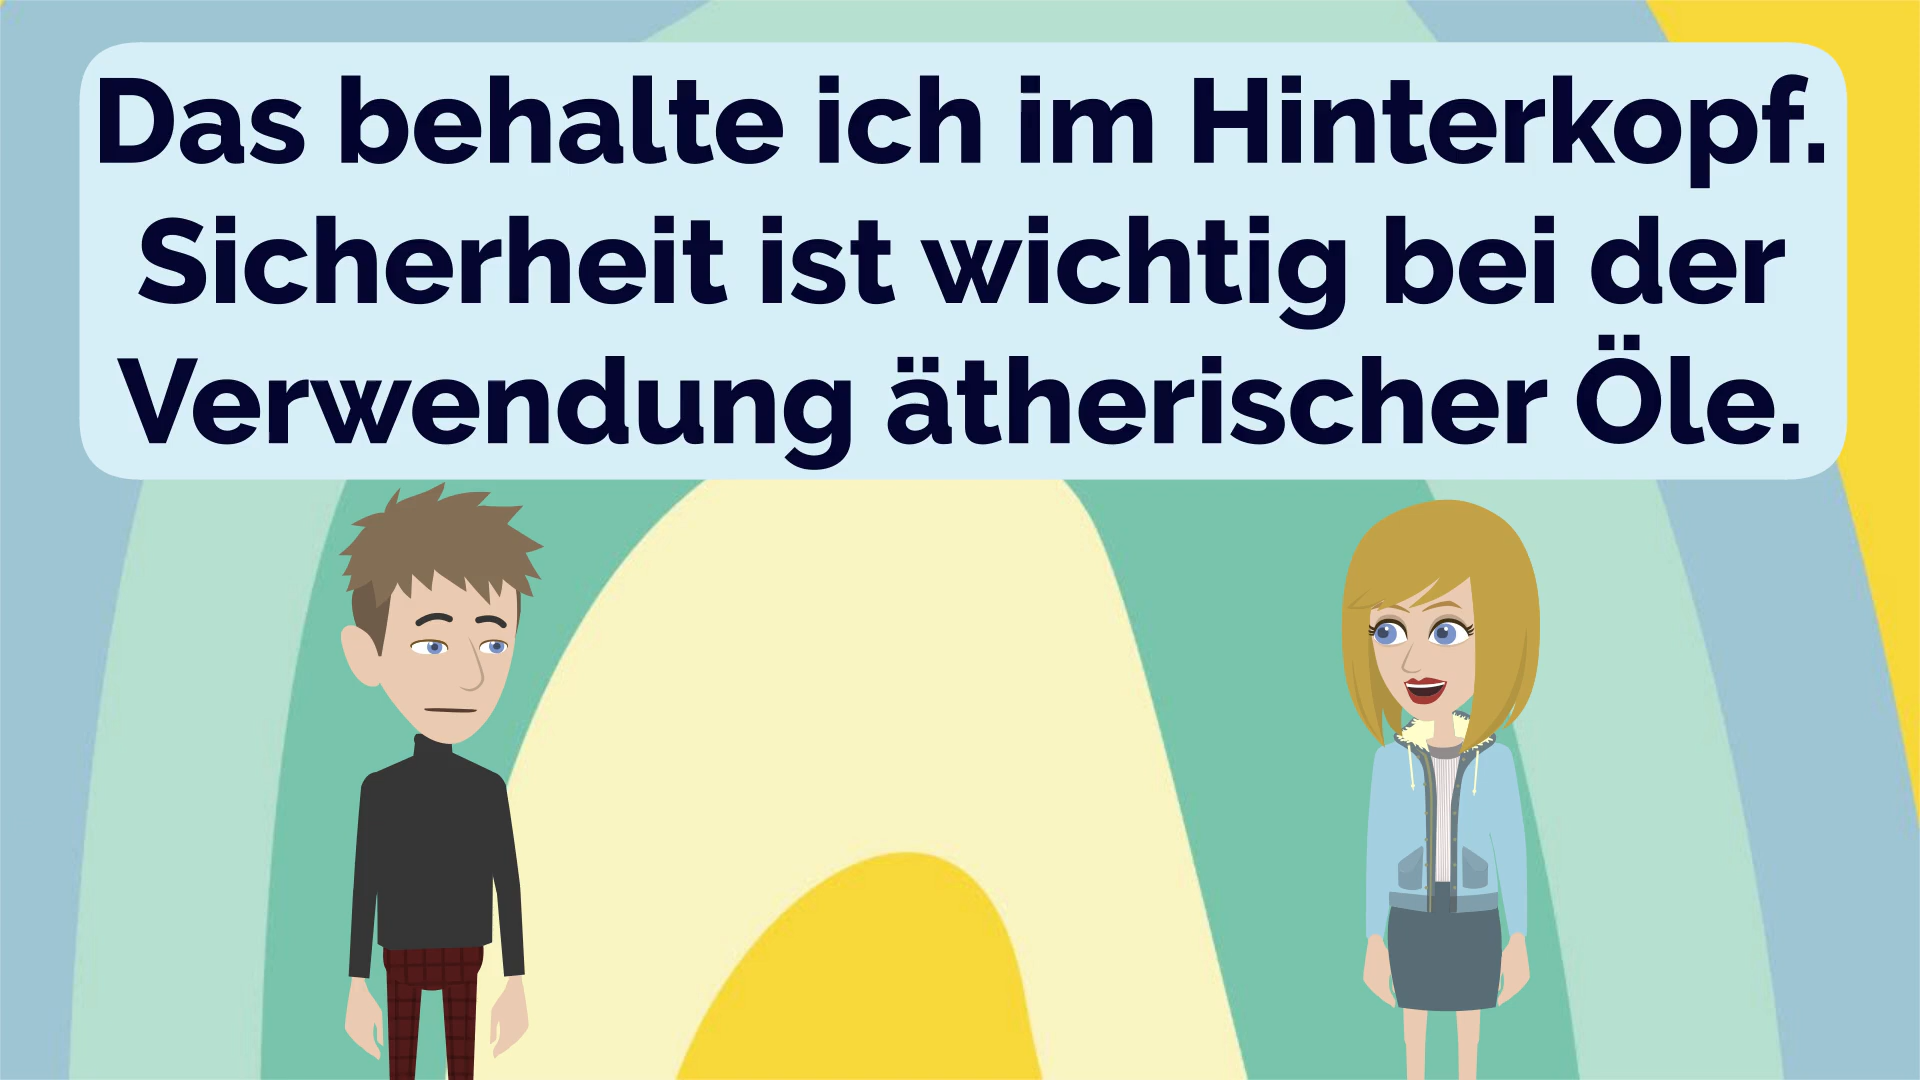 Das behalte ich im Hinterkopf.
Sicherheit ist wichtig bei der
Verwendung ätherischer Öle.